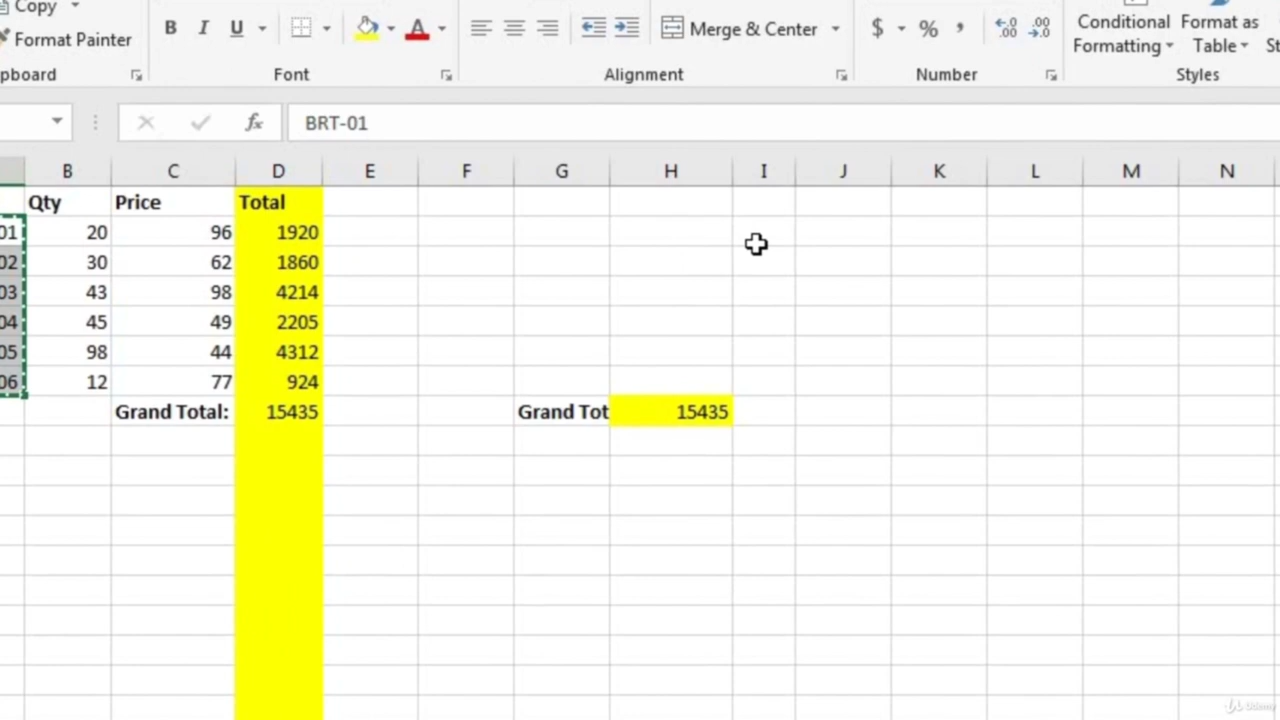 Copy
Format Painter
B I U A Merge & Center $ % , Conditional Format as
Formatting Table
pboard Font Alignment Number Styles
fx BRT-01
B C D E F G H I J K L M N
Qty Price Total
01 20 96 1920
02 30 62 1860
03 43 98 4214
04 45 49 2205
05 98 44 4312
06 12 77 924
Grand Total: 15435 Grand Tot 15435
Udemy